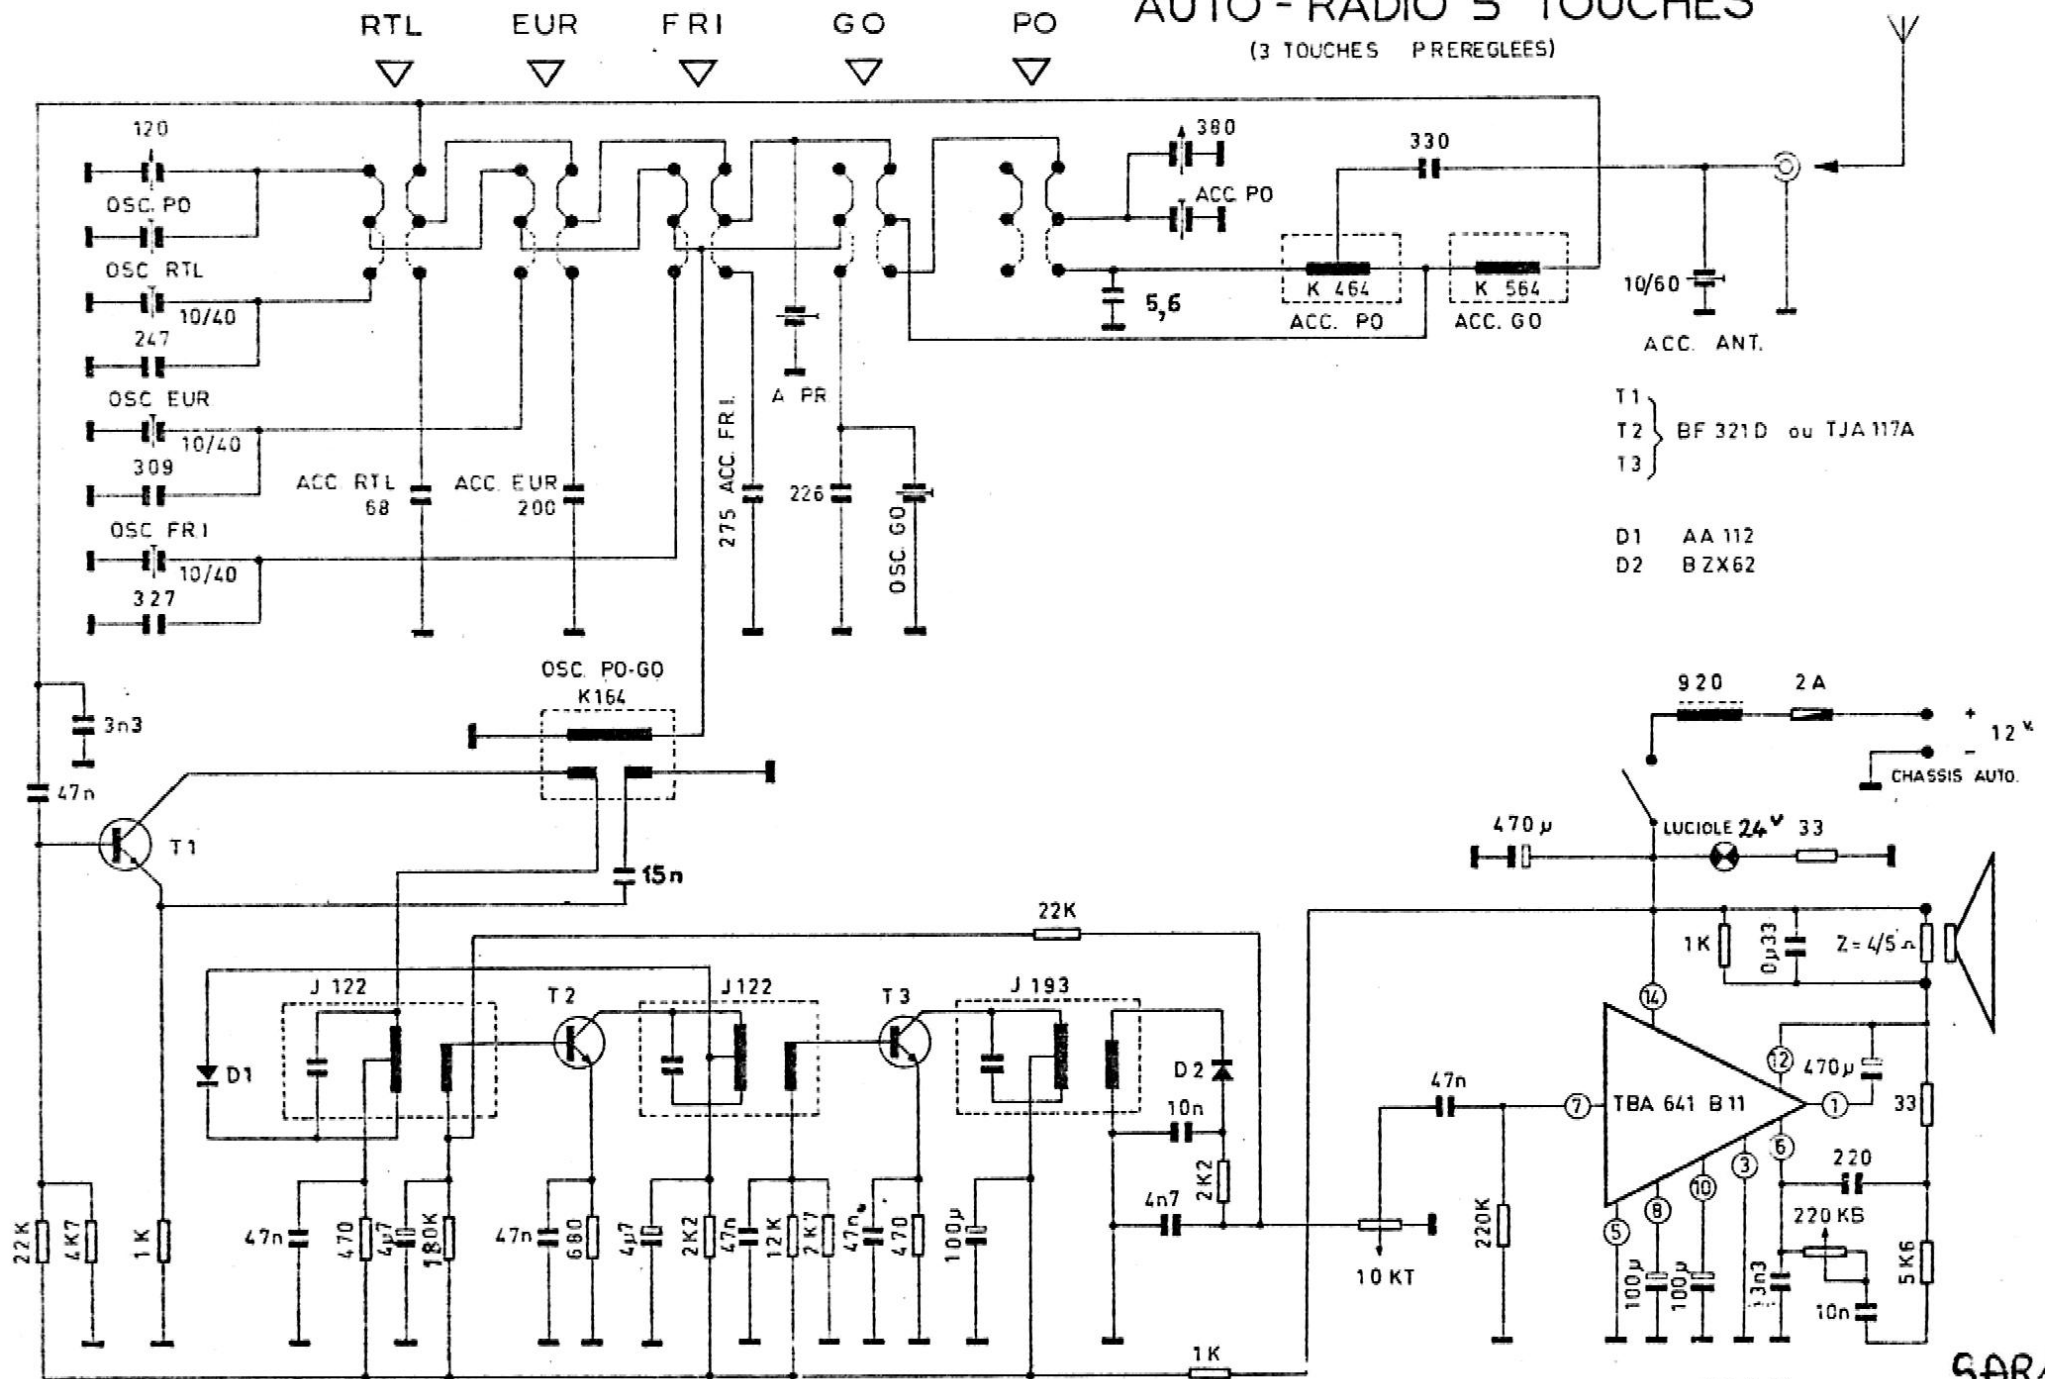 AUTO - RADIO 5 TOUCHES
(3 TOUCHES PREREGLEES)
RTL EUR FRI GO PO
120
OSC. PO
OSC RTL
10/40
247
OSC EUR
10/40
309
OSC FRI
10/40
327
ACC. RTL
68
ACC. EUR
200
275 ACC. FRI.
A PR
226
OSC. GO
380
ACC. PO
5,6
330
K 464
ACC. PO
K 564
ACC. GO
10/60
ACC. ANT.
T1
T2 BF 321D ou TJA 117A
T3
D1 AA 112
D2 BZX62
OSC. PO-GO
K164
3n3
47n
T1
15n
920
2A
+
12 v.
-
CHASSIS AUTO.
470 µ
LUCIOLE 24 v
33
22K
1K
0µ33
Z = 4/5 Ω
J 122
T2
J 122
T3
J 193
D1
D2
10n
2K2
4n7
47n
7
TBA 641 B11
14
12
470µ
1
33
6
3
10
8
5
220
220 KB
220K
10 KT
22K
4K7
1K
47n
470
4µ7
180K
47n
680
4µ7
2K2
47n
12K
2K7
47n
470
100µ
100µ
100µ
3n3
10n
5K6
1K